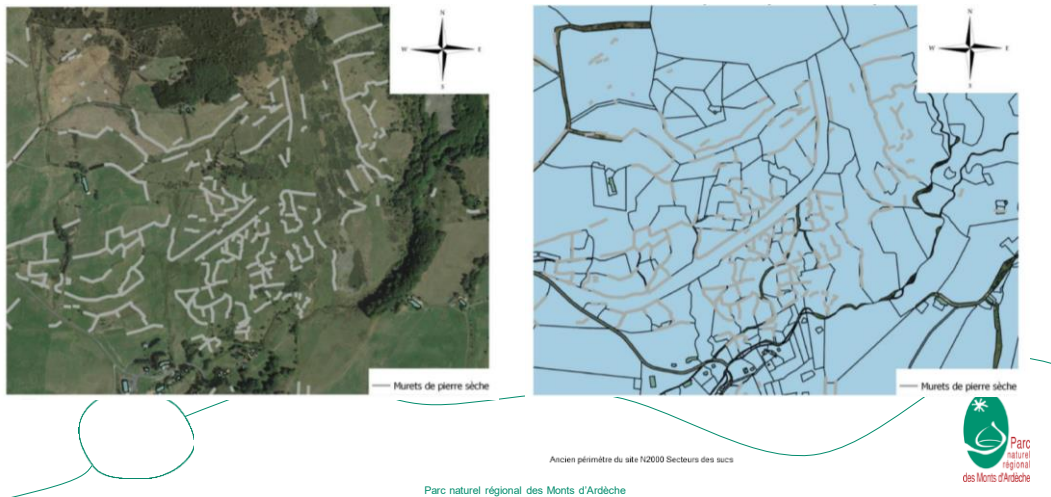 N
W
E
S
Murets de pierre sèche
N
W
E
S
Murets de pierre sèche
Ancien périmètre du site N2000 Secteurs des sucs
Parc
naturel
régional
des Monts d'Ardèche
Parc naturel régional des Monts d'Ardèche